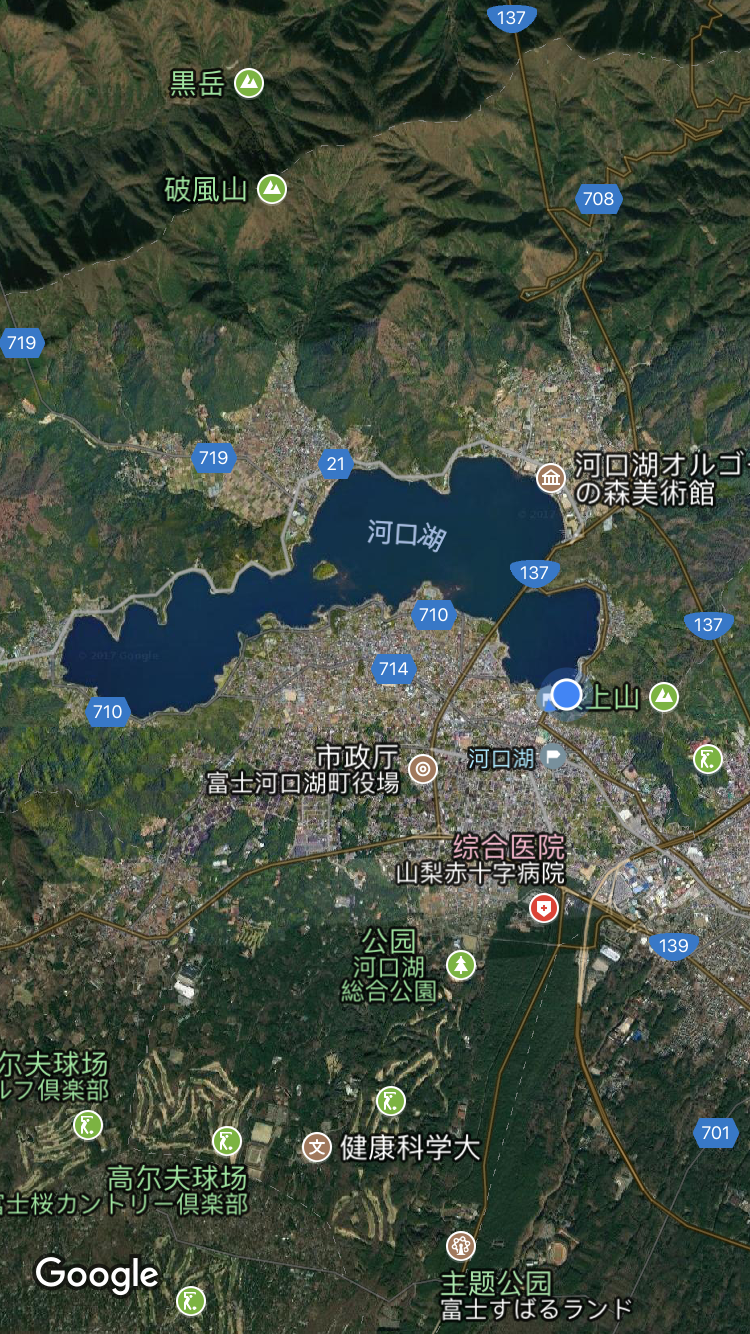 137
黒岳
破風山
708
719
719
21
河口湖オルゴー
の森美術館
河口湖
137
710
714
137
710
上山
市政厅
富士河口湖町役場
河口湖
综合医院
山梨赤十字病院
公园
河口湖
総合公園
139
尔夫球场
ルフ倶楽部
701
健康科学大
高尔夫球场
富士桜カントリー倶楽部
Google
主题公园
富士すばるランド